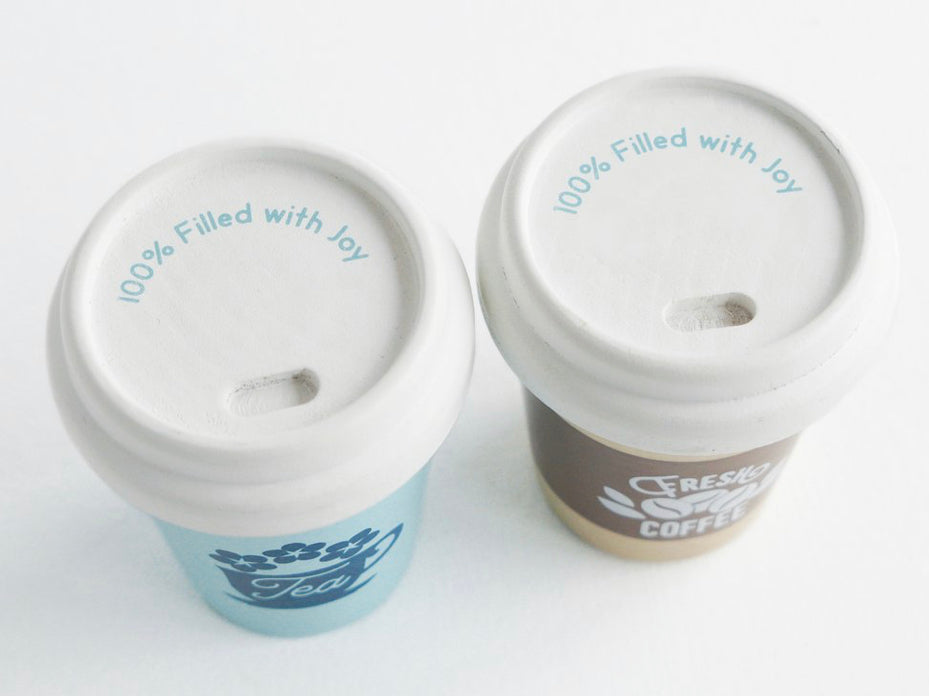 100% Filled with Joy
Tea
100% Filled with Joy
FRESH
COFFEE